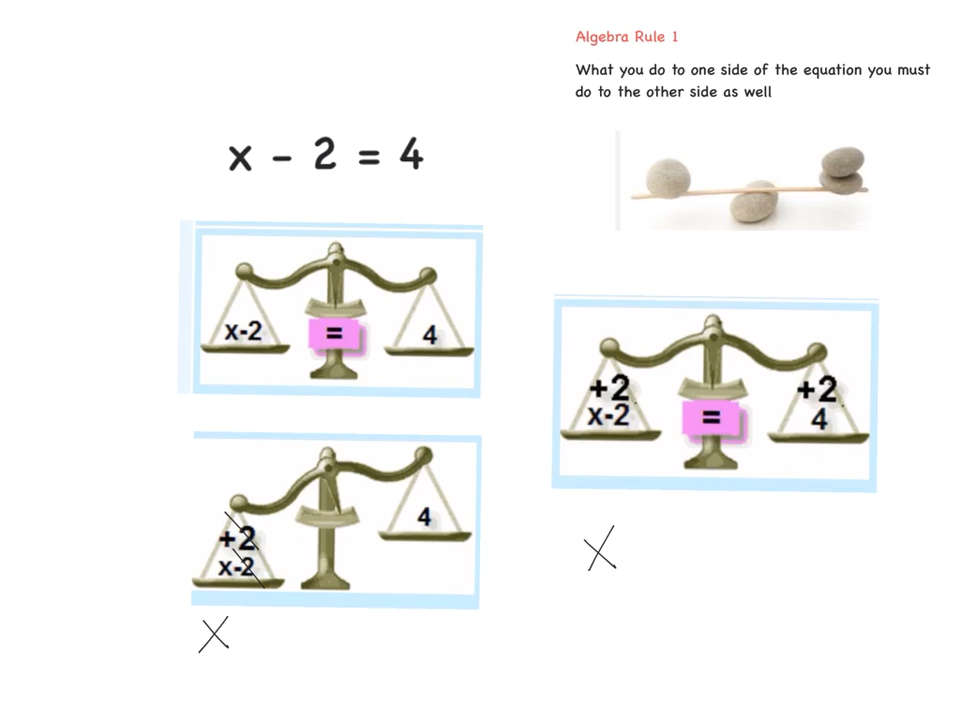 Algebra Rule 1
What you do to one side of the equation you must
do to the other side as well
x - 2 = 4
x-2
=
4
+2
x-2
=
+2
4
+2
x-2
4
x
x